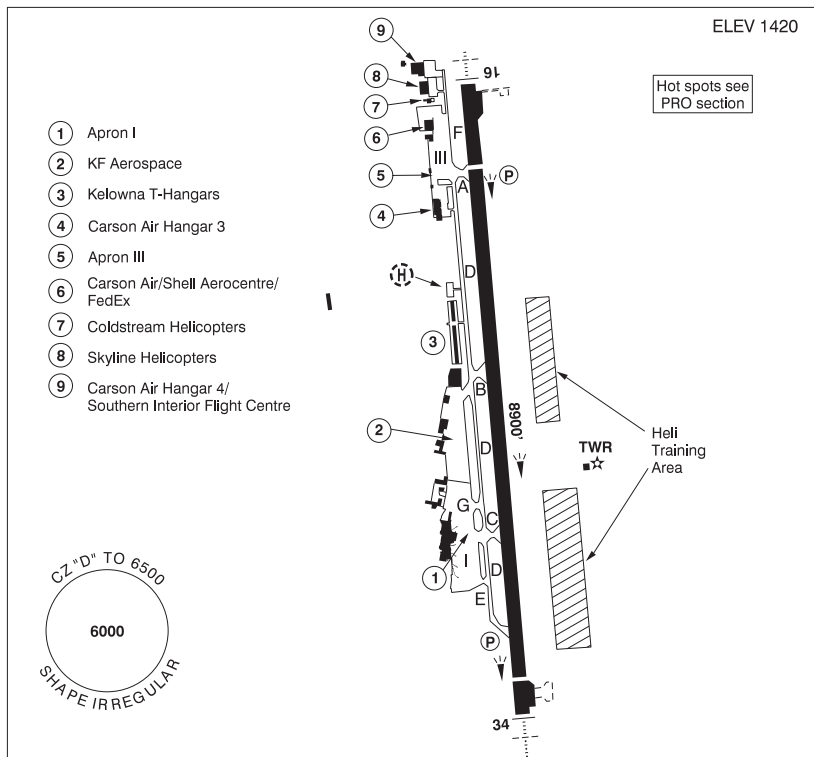 ELEV 1420
Hot spots see
PRO section
1 Apron I
2 KF Aerospace
3 Kelowna T-Hangars
4 Carson Air Hangar 3
5 Apron III
6 Carson Air/Shell Aerocentre/
FedEx
7 Coldstream Helicopters
8 Skyline Helicopters
9 Carson Air Hangar 4/
Southern Interior Flight Centre
9
16
8
7
F
6
III
5
P
A
4
D
H
3
B
8900'
2
D
TWR
Heli
Training
Area
G
C
I
D
1
E
P
34
CZ "D" TO 6500
6000
SHAPE IRREGULAR